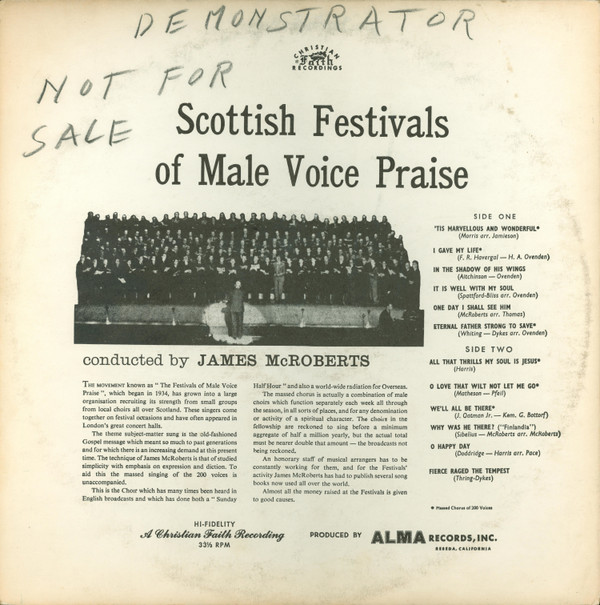 DEMONSTRATOR
NOT FOR
SALE
CHRISTIAN
Faith
RECORDINGS
Scottish Festivals
of Male Voice Praise
conducted by JAMES McROBERTS
THE MOVEMENT known as "The Festivals of Male Voice
Praise", which began in 1934, has grown into a large
organisation recruiting its strength from small groups
from local choirs all over Scotland. These singers come
together on festival occasions and have often appeared in
London's great concert halls.
The theme subject-matter sung is the old-fashioned
Gospel message which meant so much to past generations
and for which there is an increasing demand at this present
time. The technique of James McRoberts is that of studied
simplicity with emphasis on expression and diction. To
aid this the massed singing of the 200 voices is
unaccompanied.
This is the Choir which has many times been heard in
English broadcasts and which has done both a "Sunday
Half Hour" and also a world-wide radiation for Overseas.
The massed chorus is actually a combination of male
choirs which function separately each week all through
the season, in all sorts of places, and for any denomination
or activity of a spiritual character. The choice in the
fellowship are reckoned to sing before a minimum
aggregate of half a million yearly, but the actual total
must be nearer double that amount — the broadcasts not
being reckoned.
An honorary staff of musical arrangers has to be
constantly working for them, and for the Festivals'
activity James McRoberts has had to publish several song
books now used all over the world.
Almost all the money raised at the Festivals is given
to good causes.
SIDE ONE
'TIS MARVELLOUS AND WONDERFUL*
(Morris arr. Jamieson)
I GAVE MY LIFE*
(F. R. Havergal — H. A. Ovenden)
IN THE SHADOW OF HIS WINGS
(Aitchinson — Ovenden)
IT IS WELL WITH MY SOUL
(Spattford-Bliss arr. Ovenden)
ONE DAY I SHALL SEE HIM
(McRoberts arr. Thomas)
ETERNAL FATHER STRONG TO SAVE*
(Whiting — Dykes arr. Ovenden)
SIDE TWO
ALL THAT THRILLS MY SOUL IS JESUS*
(Harris)
O LOVE THAT WILT NOT LET ME GO*
(Matheson — Pfeil)
WE'LL ALL BE THERE*
(J. Oatman Jr. — Kem. G. Bottorf)
WHY WAS HE THERE? ("Finlandia")
(Sibelius — McRoberts arr. McRoberts)
O HAPPY DAY
(Doddridge — Harris arr. Pace)
FIERCE RAGED THE TEMPEST
(Thring-Dykes)
* Massed Chorus of 200 Voices
HI-FIDELITY
A Christian Faith Recording
33⅓ RPM
PRODUCED BY ALMA RECORDS, INC.
RESEDA, CALIFORNIA